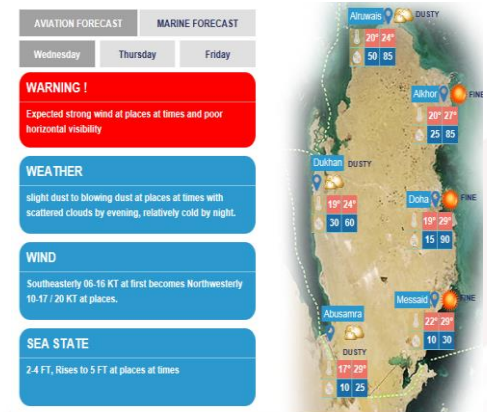 AVIATION FORECAST
MARINE FORECAST
Wednesday
Thursday
Friday
WARNING !
Expected strong wind at places at times and poor
horizontal visibility
WEATHER
slight dust to blowing dust at places at times with
scattered clouds by evening, relatively cold by night.
WIND
Southeasterly 06-16 KT at first becomes Northwesterly
10-17 / 20 KT at places.
SEA STATE
2-4 FT, Rises to 5 FT at places at times
Alruwais
DUSTY
20° 24°
50 85
Alkhor
FINE
20° 27°
25 85
Dukhan
DUSTY
19° 24°
30 60
Doha
FINE
19° 29°
15 90
Messaid
FINE
22° 29°
10 30
Abusamra
DUSTY
17° 29°
10 25